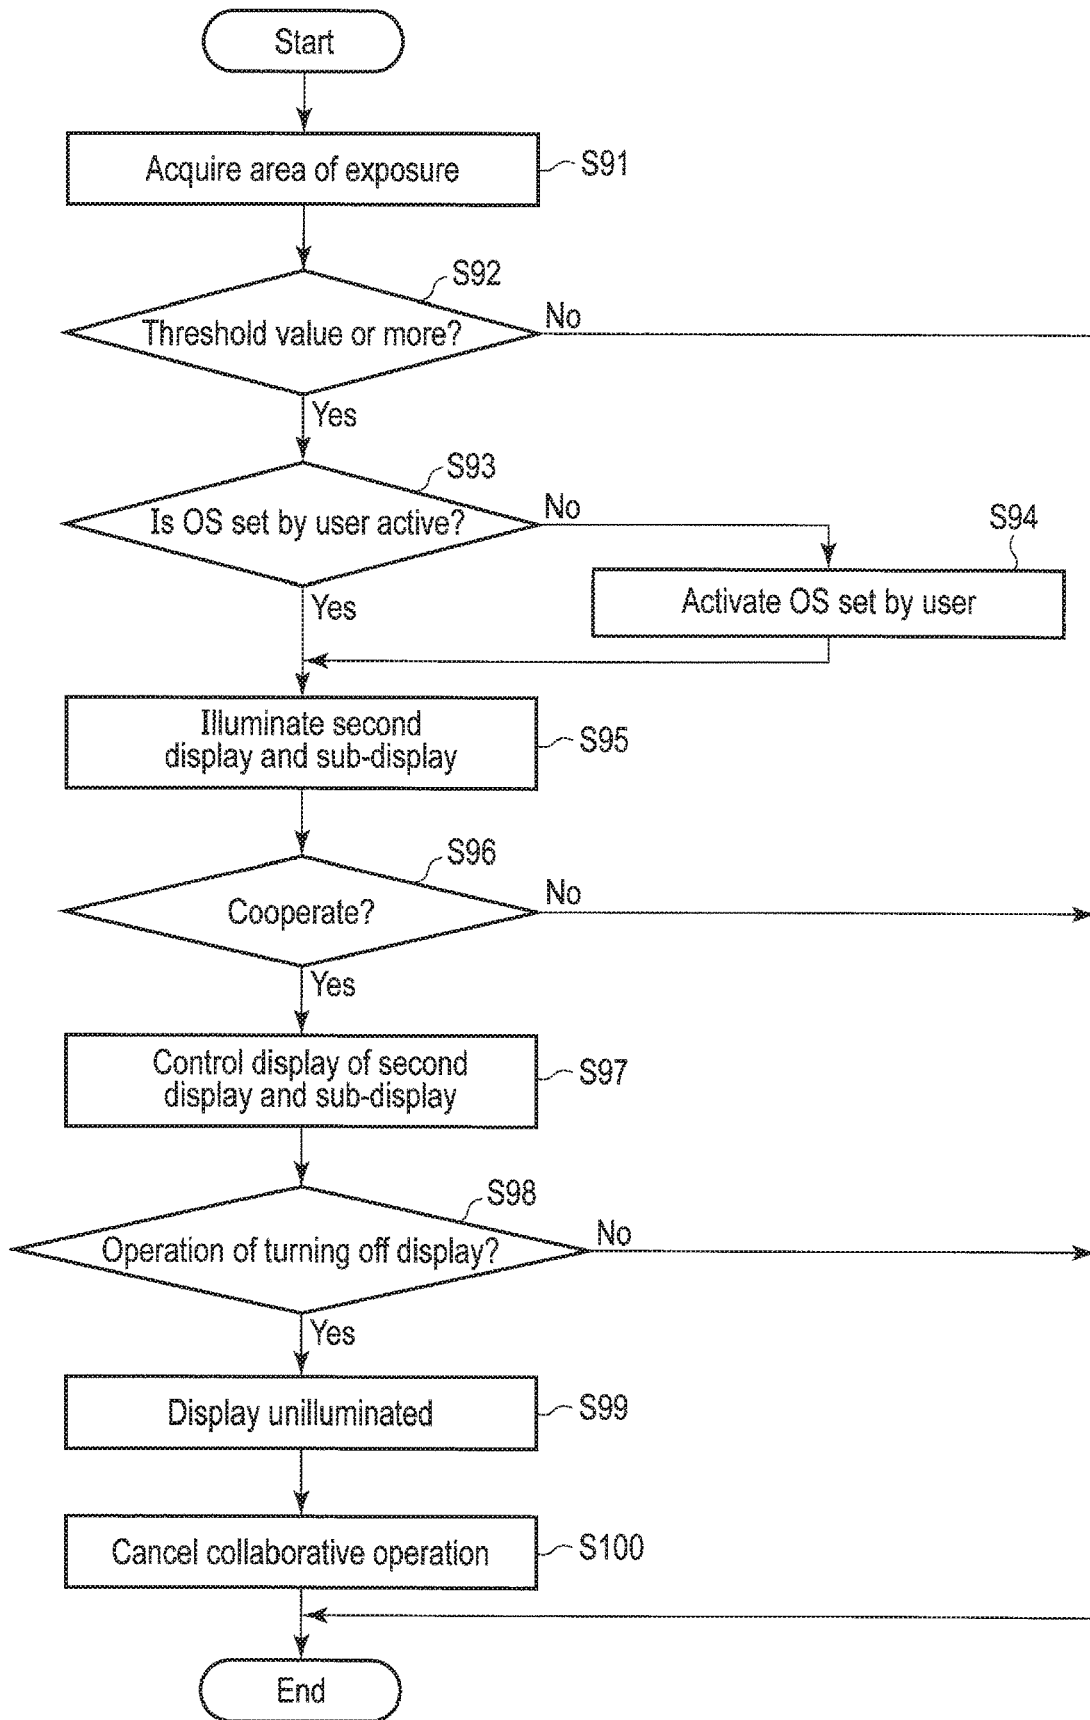 Start
Acquire area of exposure
S91
S92
Threshold value or more?
No
Yes
S93
Is OS set by user active?
No
S94
Activate OS set by user
Yes
Illuminate second
display and sub-display
S95
S96
Cooperate?
No
Yes
Control display of second
display and sub-display
S97
S98
Operation of turning off display?
No
Yes
Display unilluminated
S99
Cancel collaborative operation
S100
End